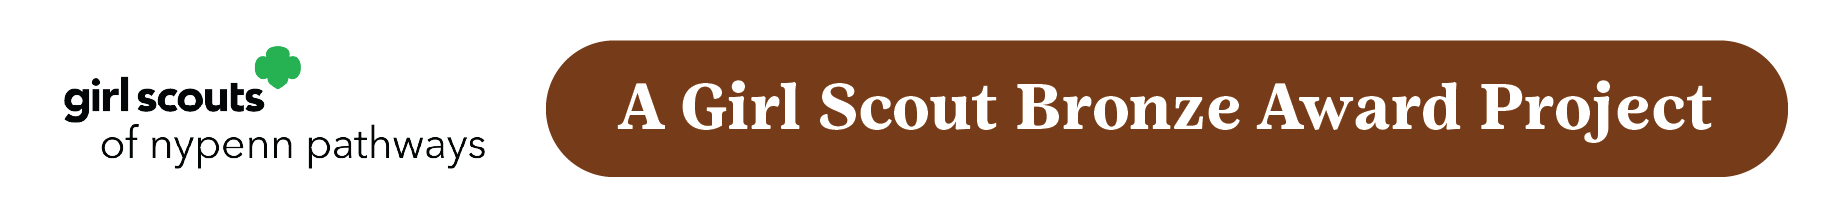 girl scouts
of nypenn pathways
A Girl Scout Bronze Award Project